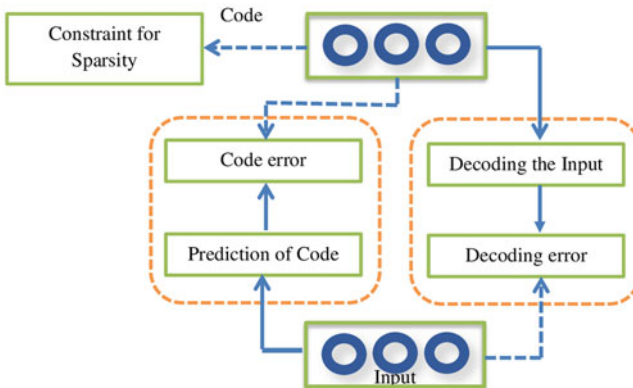 Code
Constraint for
Sparsity
Code error
Decoding the Input
Prediction of Code
Decoding error
Input